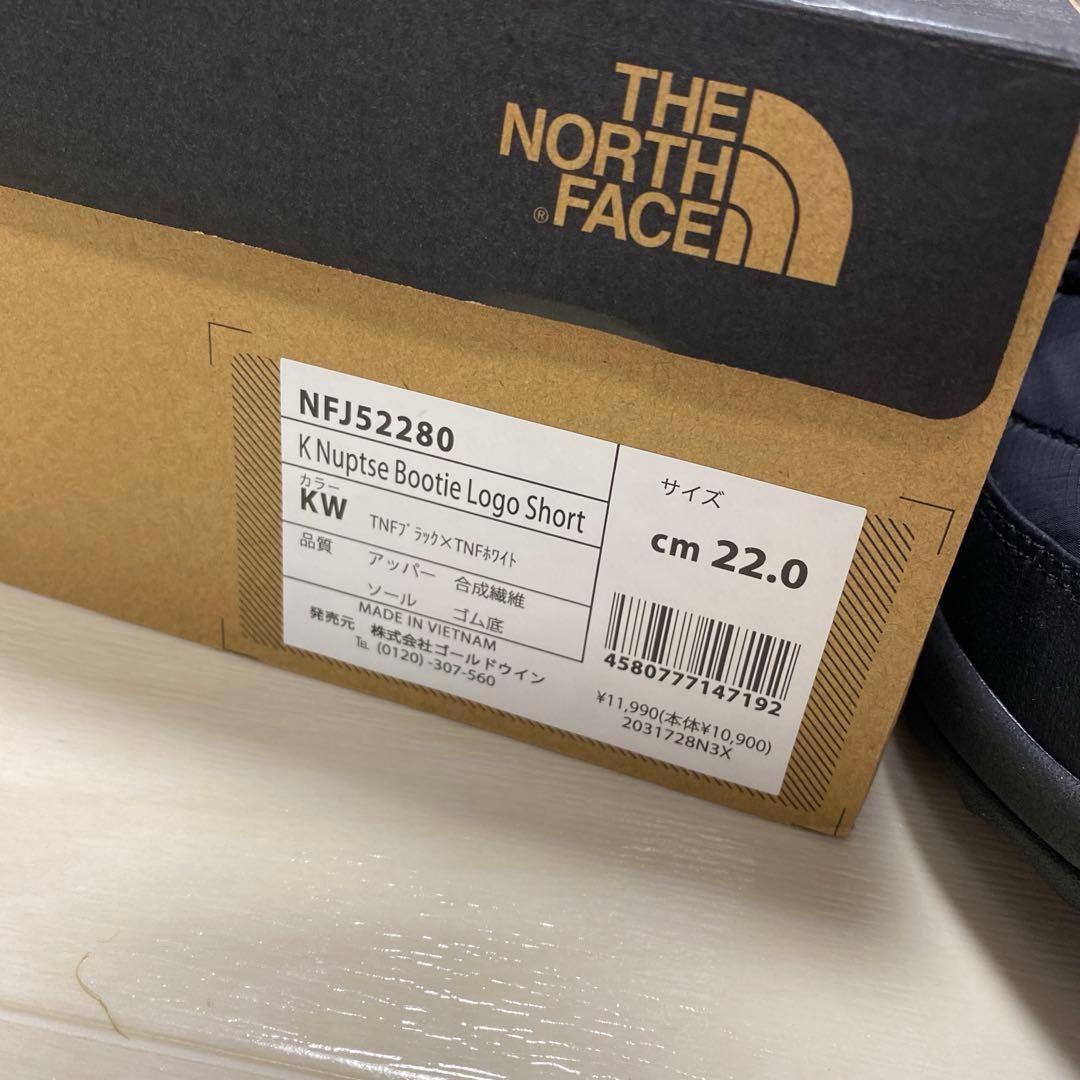 THE
NORTH
® FACE
NFJ52280
K Nuptse Bootie Logo Short
カラー
KW TNFブラック×TNFホワイト
品質 アッパー 合成繊維
ソール ゴム底
MADE IN VIETNAM
発売元 株式会社ゴールドウイン
℡ (0120) -307-560
サイズ
cm 22.0
4580777147192
¥11,990(本体¥10,900)
2031728N3X